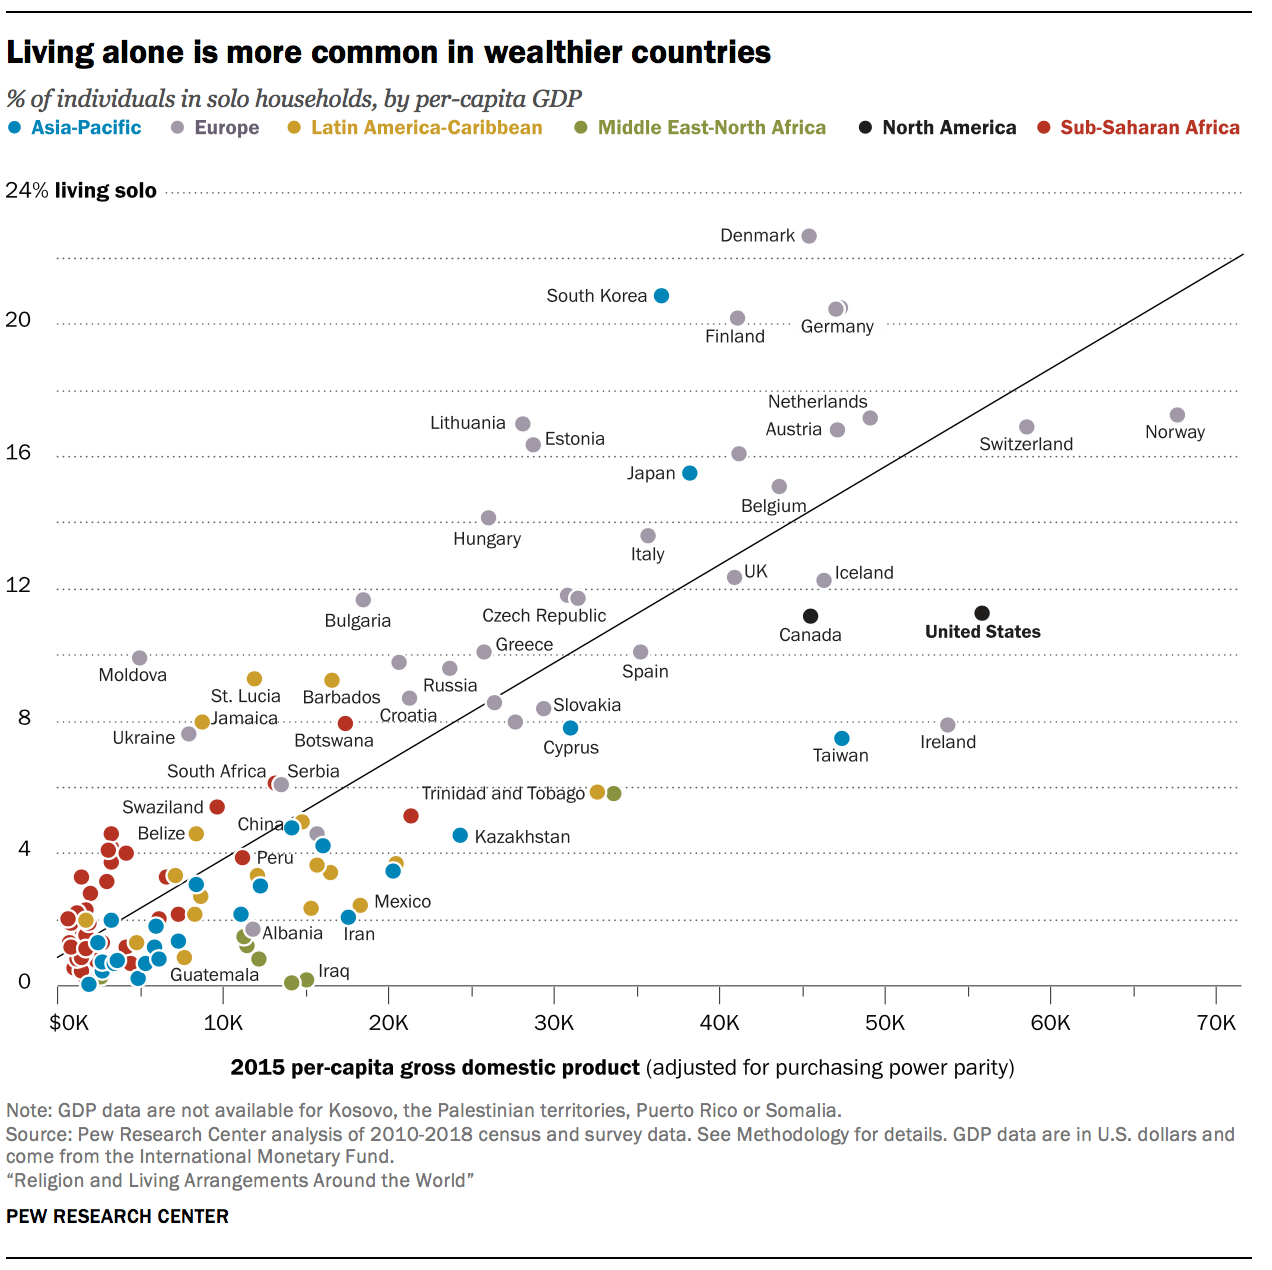 Living alone is more common in wealthier countries
% of individuals in solo households, by per-capita GDP
Asia-Pacific Europe Latin America-Caribbean Middle East-North Africa North America Sub-Saharan Africa
24% living solo
Denmark
South Korea
20
Finland
Germany
Netherlands
Lithuania
Austria
Estonia
Switzerland
Norway
16
Japan
Belgium
Hungary
Italy
UK
Iceland
12
Czech Republic
Bulgaria
Canada
United States
Greece
Moldova
Spain
Russia
St. Lucia
Barbados
Slovakia
Croatia
8
Jamaica
Ukraine
Botswana
Cyprus
Ireland
Taiwan
South Africa
Serbia
Trinidad and Tobago
Swaziland
China
Belize
Kazakhstan
4
Peru
Mexico
Albania
Iran
Guatemala
Iraq
0
$0K 10K 20K 30K 40K 50K 60K 70K
2015 per-capita gross domestic product (adjusted for purchasing power parity)
Note: GDP data are not available for Kosovo, the Palestinian territories, Puerto Rico or Somalia.
Source: Pew Research Center analysis of 2010-2018 census and survey data. See Methodology for details. GDP data are in U.S. dollars and
come from the International Monetary Fund.
“Religion and Living Arrangements Around the World”
PEW RESEARCH CENTER